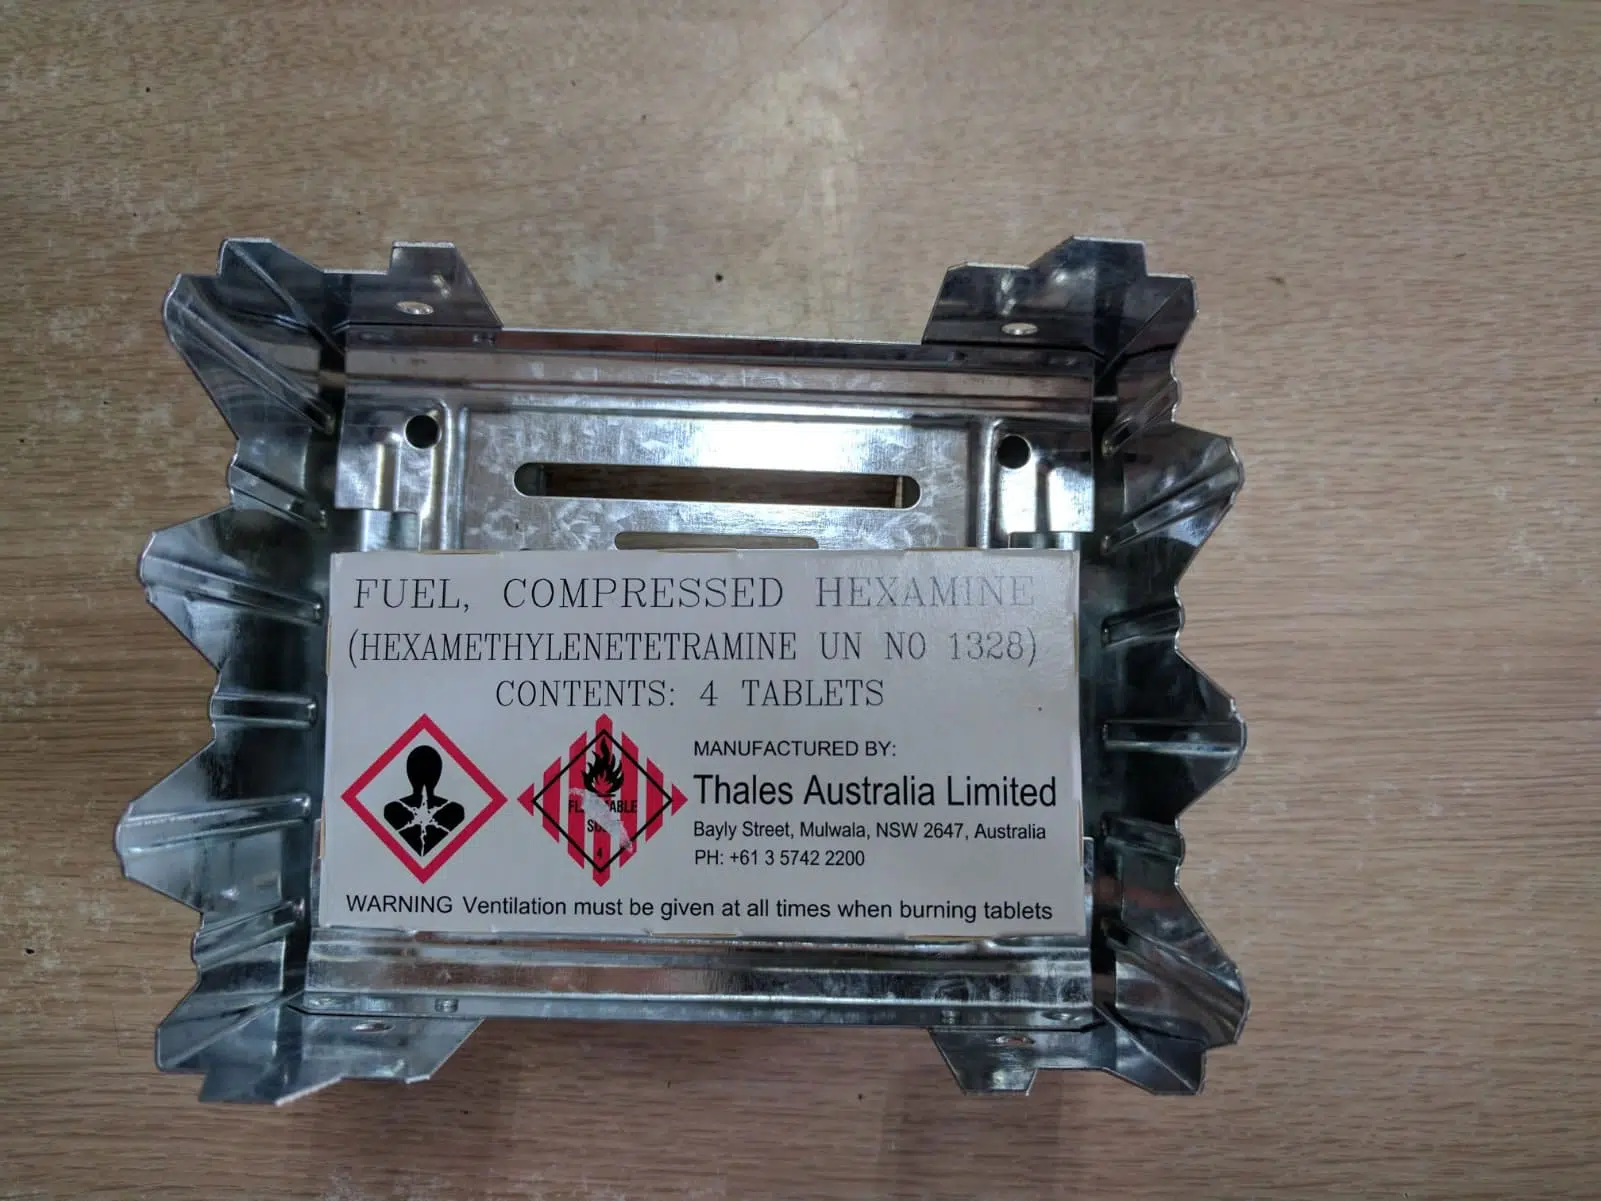 FUEL, COMPRESSED HEXAMINE
(HEXAMETHYLENETETRAMINE UN NO 1328)
CONTENTS: 4 TABLETS
4
MANUFACTURED BY:
Thales Australia Limited
Bayly Street, Mulwala, NSW 2647, Australia
PH: +61 3 5742 2200
WARNING Ventilation must be given at all times when burning tablets